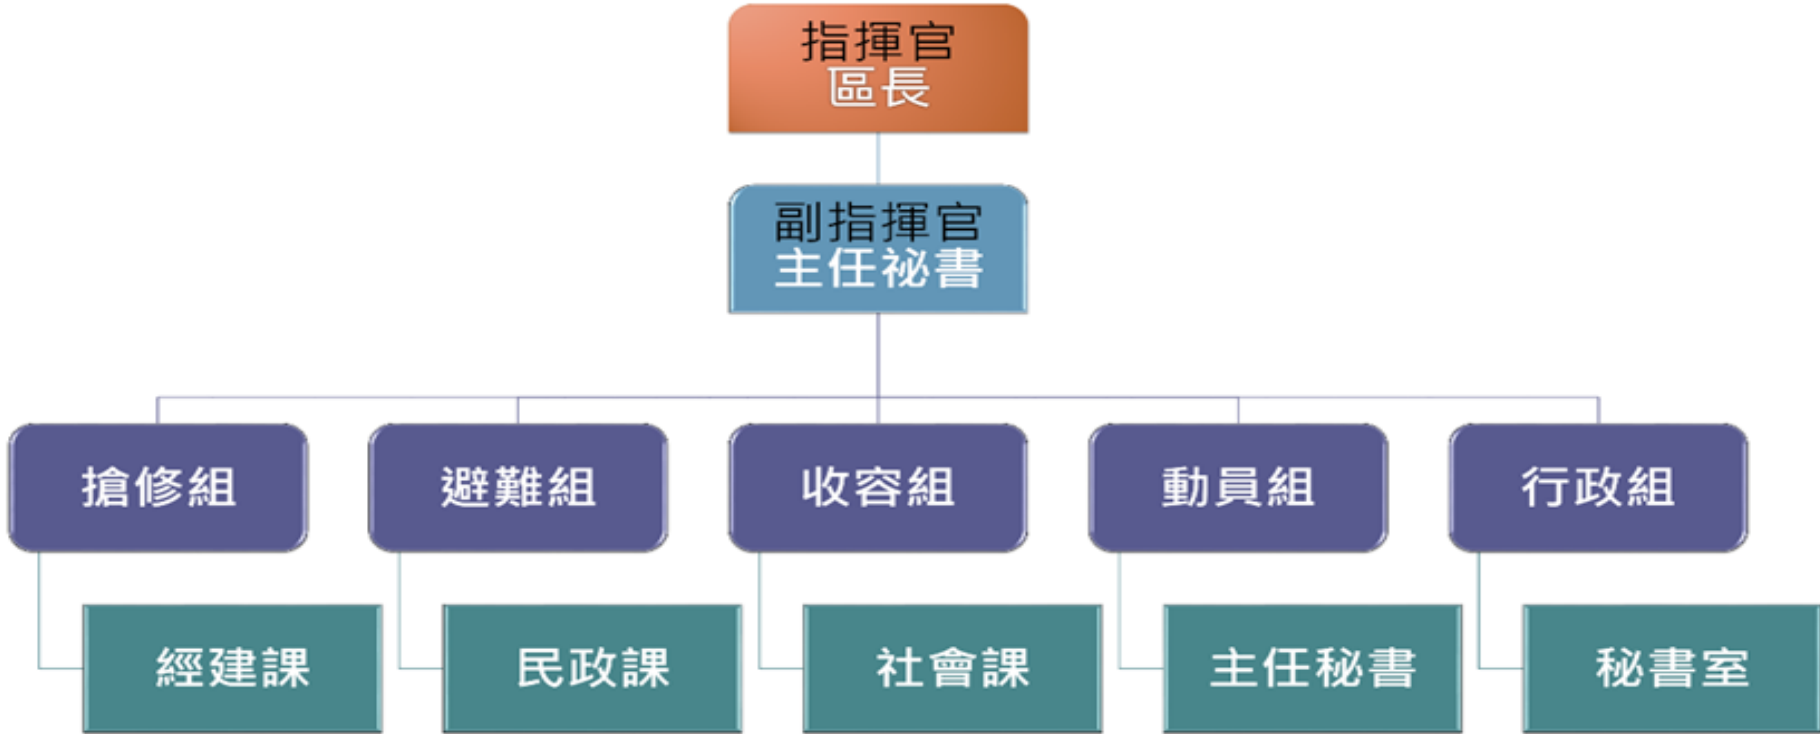 指揮官
區長
副指揮官
主任祕書
搶修組
避難組
收容組
動員組
行政組
經建課
民政課
社會課
主任秘書
秘書室